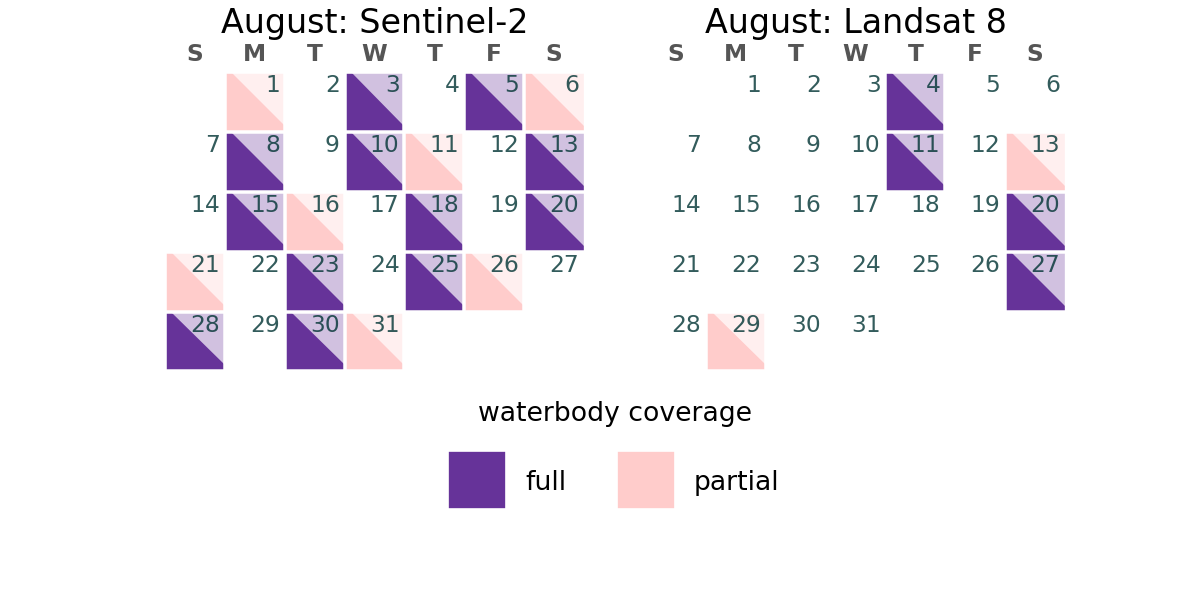 August: Sentinel-2
S M T W T F S
1 2 3 4 5 6
7 8 9 10 11 12 13
14 15 16 17 18 19 20
21 22 23 24 25 26 27
28 29 30 31
August: Landsat 8
S M T W T F S
1 2 3 4 5 6
7 8 9 10 11 12 13
14 15 16 17 18 19 20
21 22 23 24 25 26 27
28 29 30 31
waterbody coverage
full partial